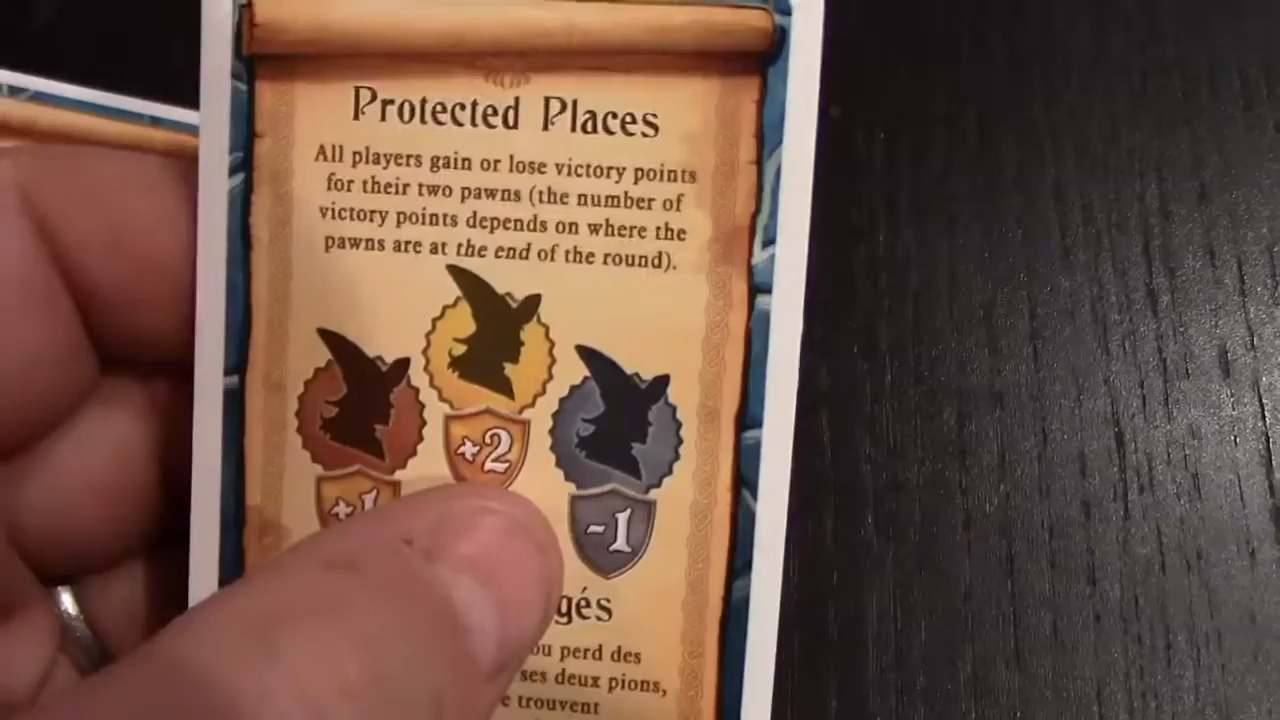 Protected Places
All players gain or lose victory points
for their two pawns (the number of
victory points depends on where the
pawns are at the end of the round).
+2
+1
-1
gés
ou perd des
ses deux pions,
trouvent